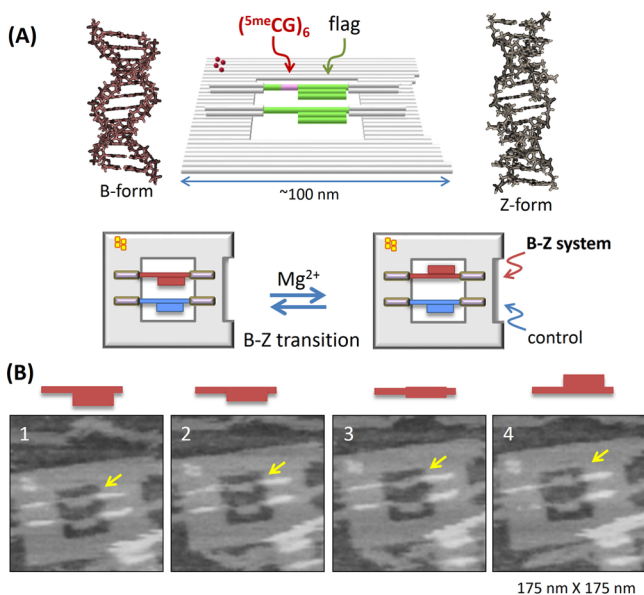 (A)
(5meCG)6
flag
B-form
~100 nm
Z-form
Mg2+
B-Z transition
B-Z system
control
(B)
1
2
3
4
175 nm X 175 nm